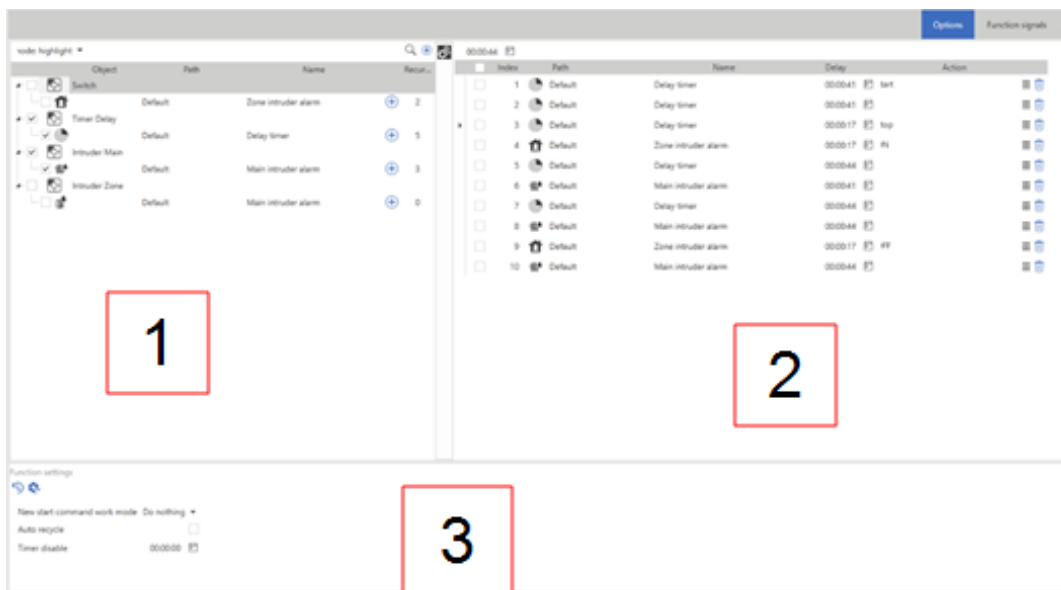 Options Function signals
node: highlight
Object Path Name Recur...
Switch
Default Zone intruder alarm 2
Timer Delay
Default Delay timer 5
Intruder Main
Default Main intruder alarm 3
Intruder Zone
Default Main intruder alarm 0
1
00:00:44
Index Path Name Delay Action
1 Default Delay timer 00:00:41 tart
2 Default Delay timer 00:00:41
3 Default Delay timer 00:00:17 top
4 Default Zone intruder alarm 00:00:17
5 Default Delay timer 00:00:44
6 Default Main intruder alarm 00:00:41
7 Default Delay timer 00:00:44
8 Default Main intruder alarm 00:00:44
9 Default Zone intruder alarm 00:00:17 FF
10 Default Main intruder alarm 00:00:44
2
Function settings
New start command work mode Do nothing
Auto recycle
Timer disable 00:00:00
3